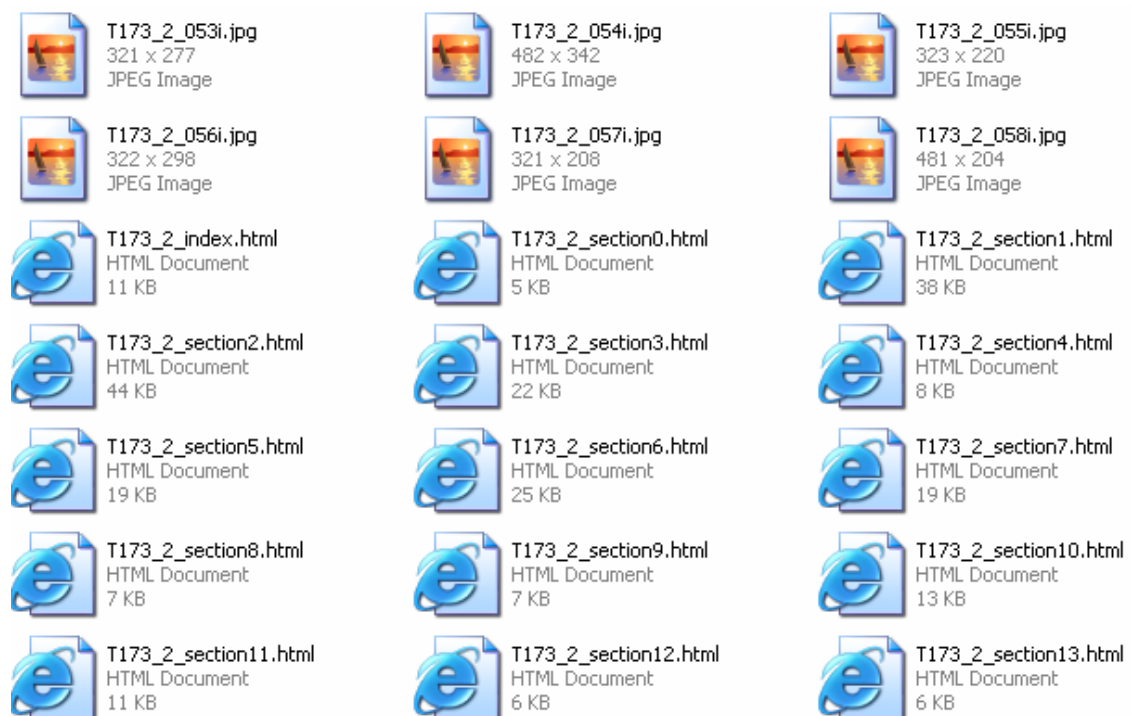 T173_2_053i.jpg
321 x 277
JPEG Image
T173_2_054i.jpg
482 x 342
JPEG Image
T173_2_055i.jpg
323 x 220
JPEG Image
T173_2_056i.jpg
322 x 298
JPEG Image
T173_2_057i.jpg
321 x 208
JPEG Image
T173_2_058i.jpg
481 x 204
JPEG Image
T173_2_index.html
HTML Document
11 KB
T173_2_section0.html
HTML Document
5 KB
T173_2_section1.html
HTML Document
38 KB
T173_2_section2.html
HTML Document
44 KB
T173_2_section3.html
HTML Document
22 KB
T173_2_section4.html
HTML Document
8 KB
T173_2_section5.html
HTML Document
19 KB
T173_2_section6.html
HTML Document
25 KB
T173_2_section7.html
HTML Document
19 KB
T173_2_section8.html
HTML Document
7 KB
T173_2_section9.html
HTML Document
7 KB
T173_2_section10.html
HTML Document
13 KB
T173_2_section11.html
HTML Document
11 KB
T173_2_section12.html
HTML Document
6 KB
T173_2_section13.html
HTML Document
6 KB